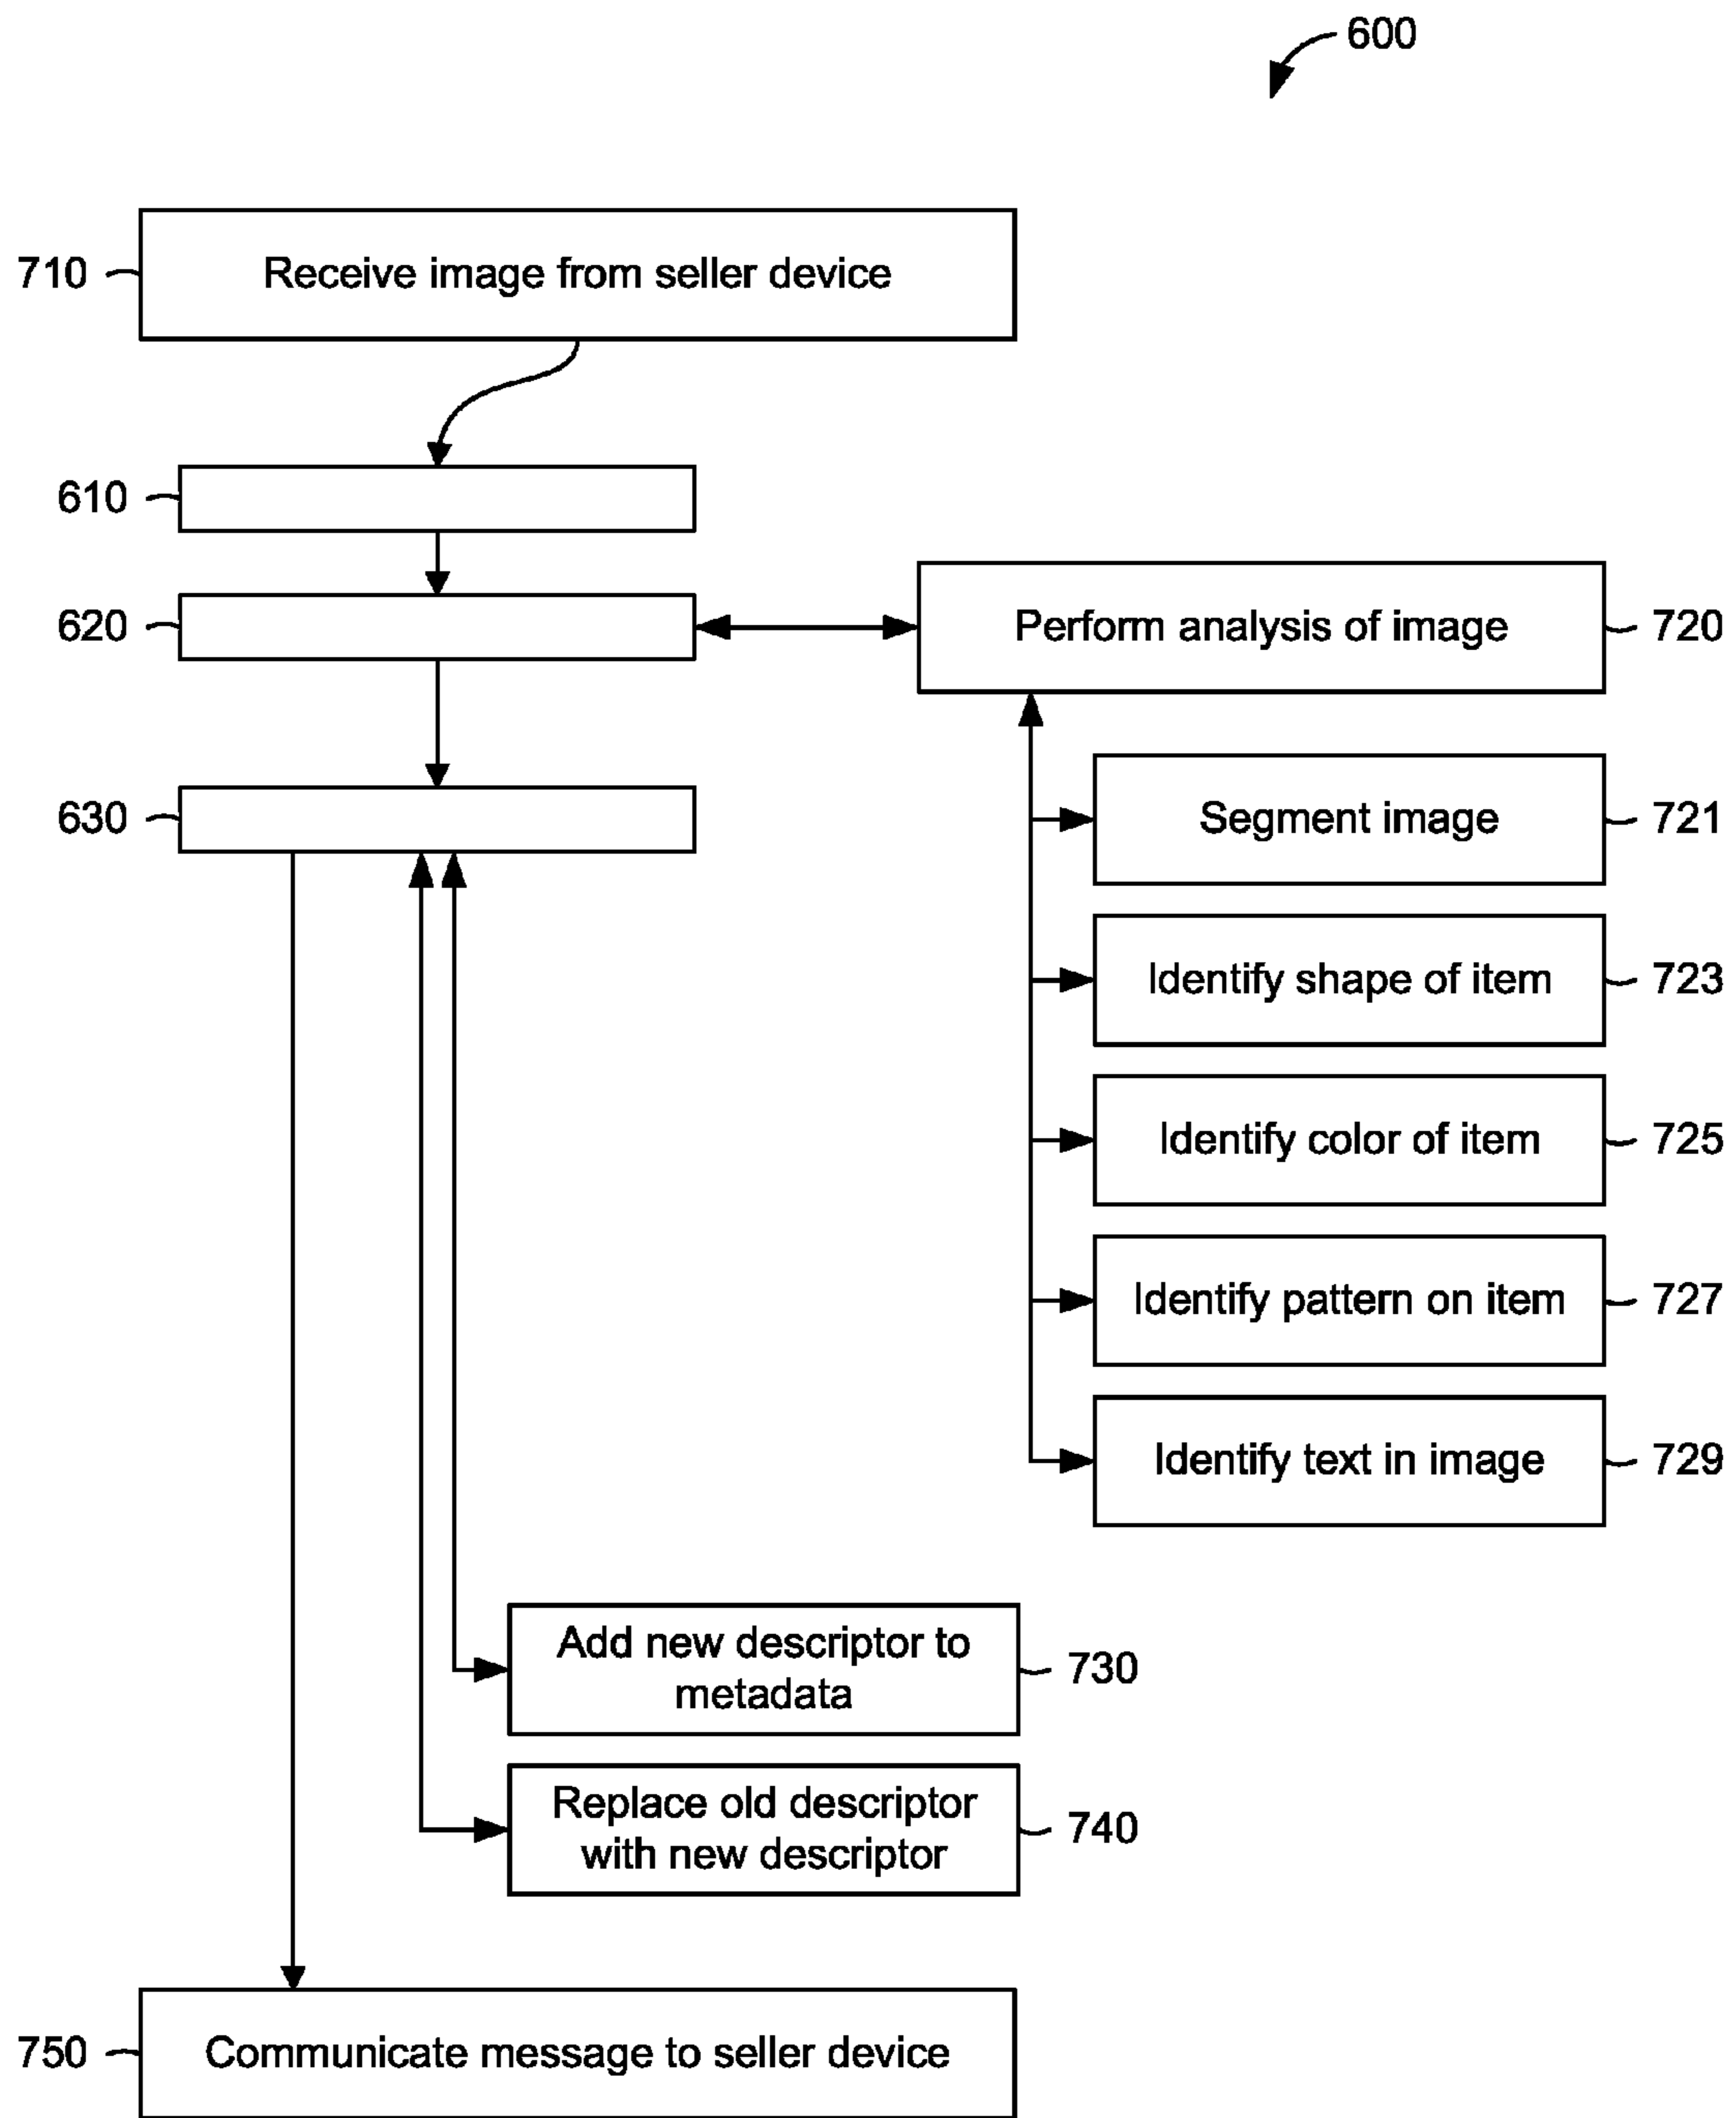 600
710
Receive image from seller device
610
620
Perform analysis of image
720
630
Segment image
721
Identify shape of item
723
Identify color of item
725
Identify pattern on item
727
Identify text in image
729
Add new descriptor to
metadata
730
Replace old descriptor
with new descriptor
740
750
Communicate message to seller device